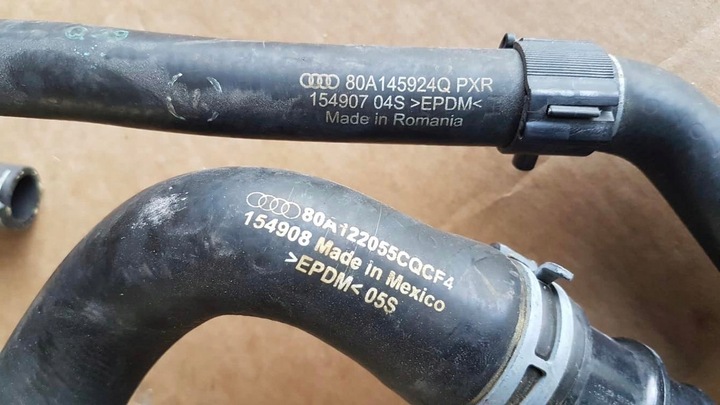 80A145924Q PXR
154907 04S >EPDM<
Made in Romania
80A122055CQCF4
154908 Made in Mexico
>EPDM< 05S